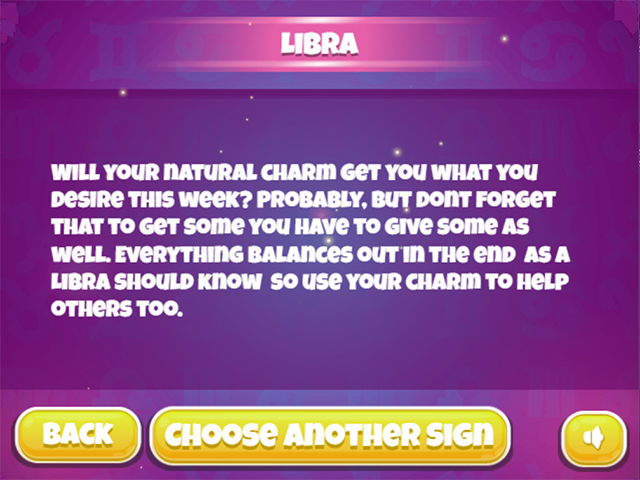 LIBRA
Will your natural charm get you what you
desire this week? Probably, but dont forget
that to get some you have to give some as
well. Everything balances out in the end  as a
Libra should know  so use your charm to help
others too.
BACK
CHOOSE ANOTHER SIGN